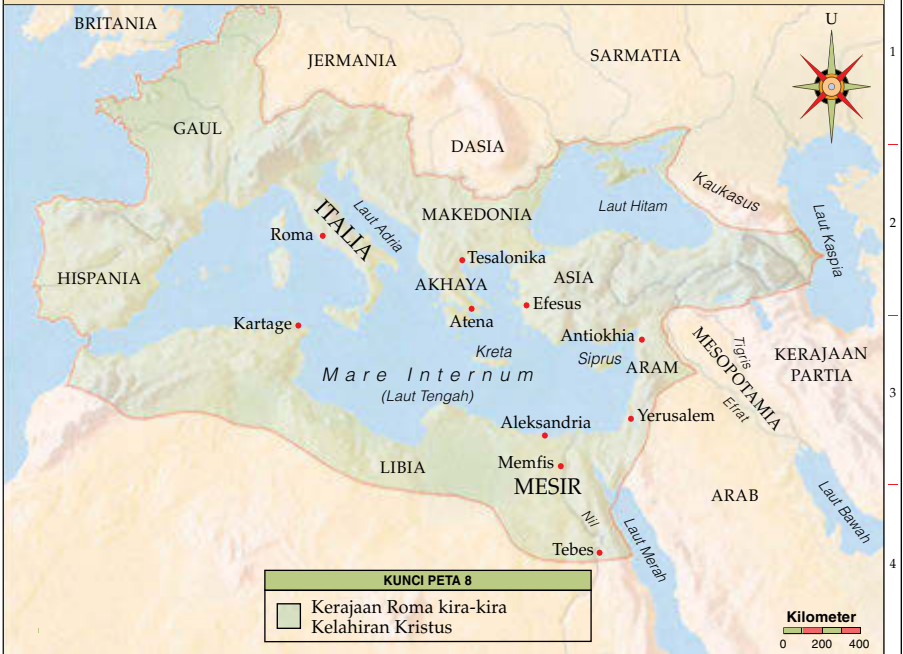 BRITANIA
U
JERMANIA
SARMATIA
1
GAUL
DASIA
Kaukasus
MAKEDONIA
Laut Hitam
Laut Kaspia
2
Roma
ITALIA
Laut Adria
Tesalonika
HISPANIA
AKHAYA
ASIA
Efesus
Kartage
Atena
Antiokhia
Kreta
Siprus
ARAM
Tigris
MESOPOTAMIA
Efrat
KERAJAAN
PARTIA
Mare Internum
(Laut Tengah)
3
Aleksandria
Yerusalem
LIBIA
Memfis
MESIR
ARAB
Nil
Laut Merah
Laut Bawah
Tebes
4
KUNCI PETA 8
Kerajaan Roma kira-kira
Kelahiran Kristus
Kilometer
0 200 400